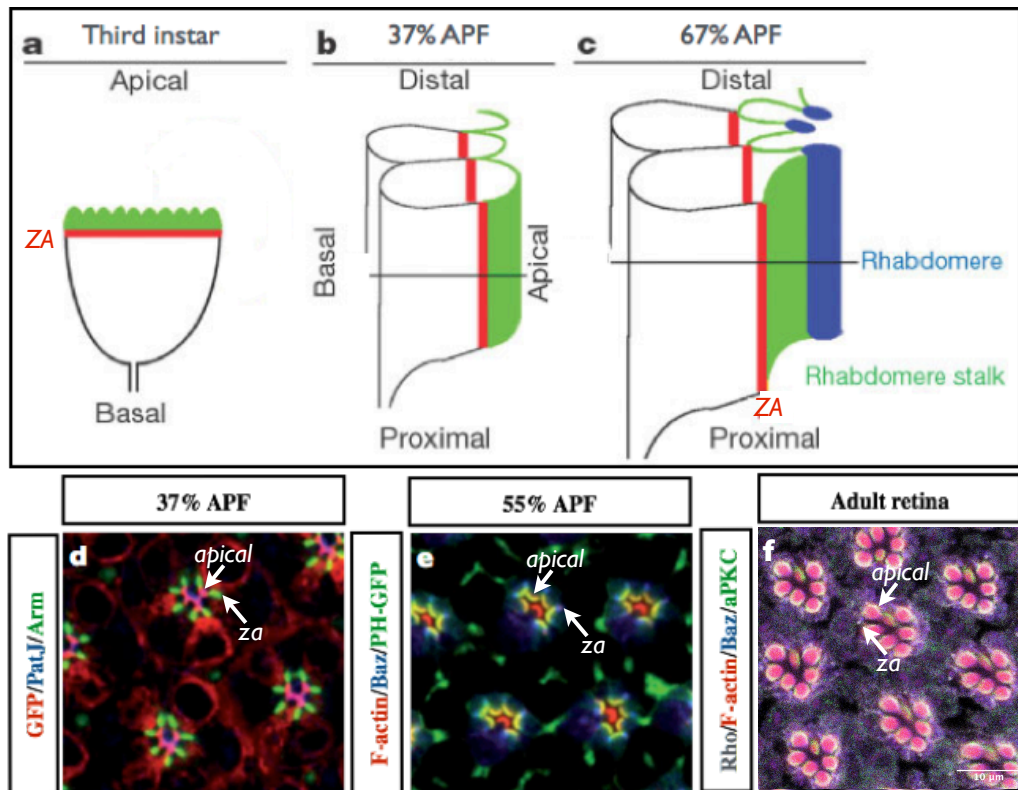 a Third instar
Apical
ZA
Basal
b 37% APF
Distal
Basal
Apical
Proximal
c 67% APF
Distal
Rhabdomere
Rhabdomere stalk
ZA
Proximal
37% APF
GFP/PatJ/Arm
d
apical
za
55% APF
F-actin/Baz/PH-GFP
e
apical
za
Adult retina
Rho/F-actin/Baz/aPKC
f
apical
za
10 µm